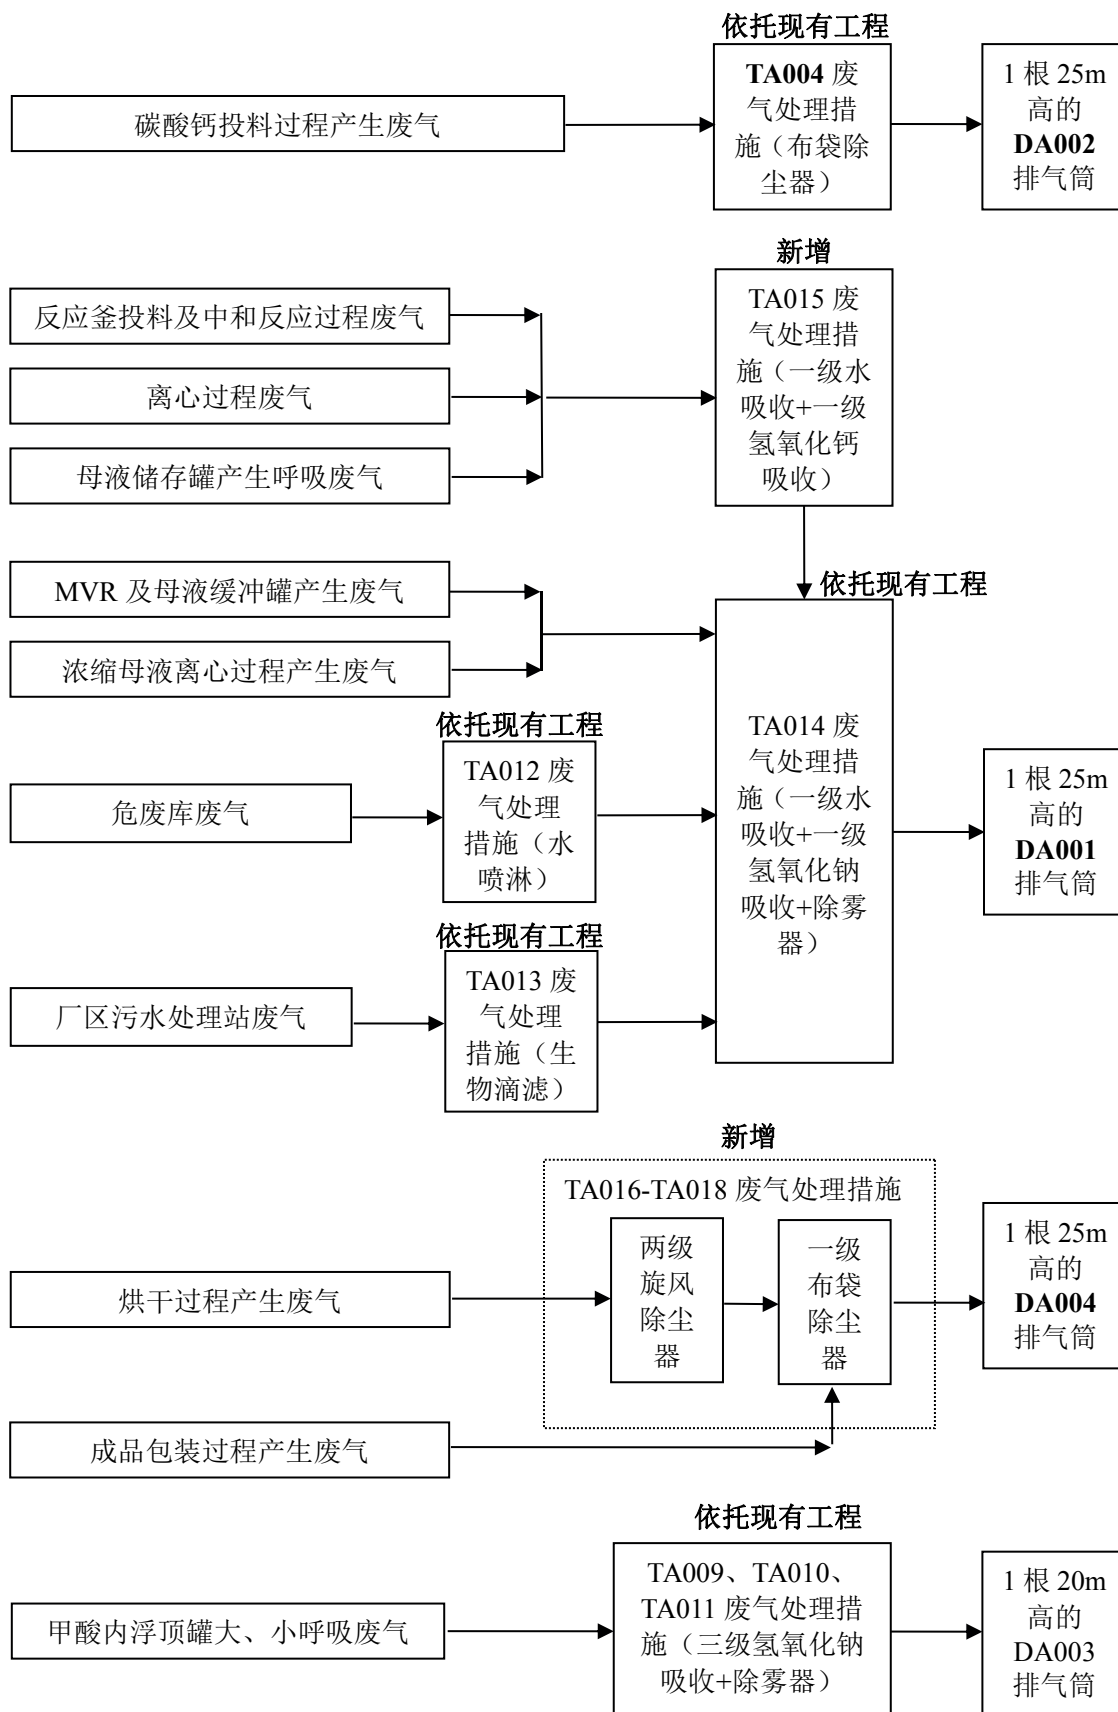 依托现有工程
碳酸钙投料过程产生废气
TA004 废
气处理措
施（布袋除
尘器）
1 根 25m
高的
DA002
排气筒
新增
反应釜投料及中和反应过程废气
离心过程废气
母液储存罐产生呼吸废气
TA015 废
气处理措
施（一级水
吸收+一级
氢氧化钙
吸收）
依托现有工程
MVR 及母液缓冲罐产生废气
浓缩母液离心过程产生废气
依托现有工程
危废库废气
TA012 废
气处理
措施（水
喷淋）
TA014 废
气处理措
施（一级水
吸收+一级
氢氧化钠
吸收+除雾
器）
1 根 25m
高的
DA001
排气筒
依托现有工程
厂区污水处理站废气
TA013 废
气处理
措施（生
物滴滤）
新增
TA016-TA018 废气处理措施
烘干过程产生废气
两级
旋风
除尘
器
一级
布袋
除尘
器
1 根 25m
高的
DA004
排气筒
成品包装过程产生废气
依托现有工程
甲酸内浮顶罐大、小呼吸废气
TA009、TA010、
TA011 废气处理措
施（三级氢氧化钠
吸收+除雾器）
1 根 20m
高的
DA003
排气筒